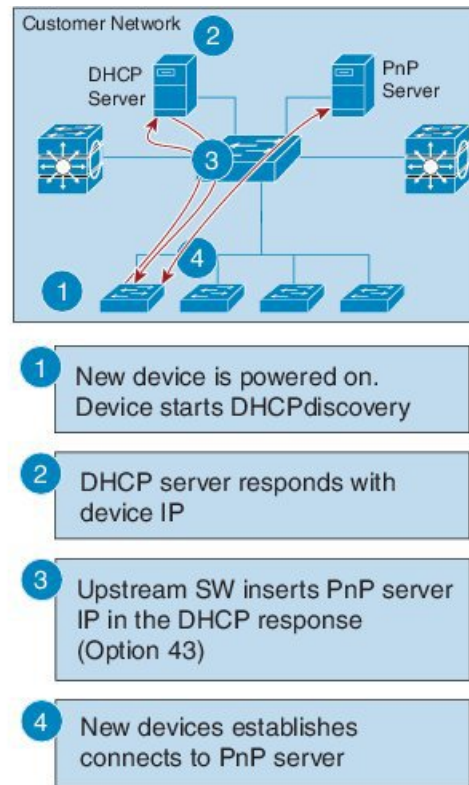 Customer Network
2
DHCP
Server
PnP
Server
3
4
1
1
New device is powered on.
Device starts DHCPdiscovery
2
DHCP server responds with
device IP
3
Upstream SW inserts PnP server
IP in the DHCP response
(Option 43)
4
New devices establishes
connects to PnP server